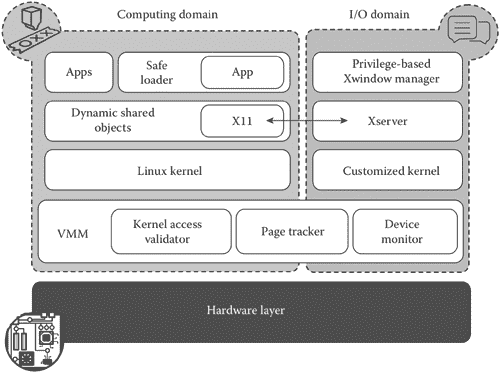 Computing domain
I/O domain
Apps
Safe
loader
App
Privilege-based
Xwindow manager
Dynamic shared
objects
X11
Xserver
Linux kernel
Customized kernel
VMM
Kernel access
validator
Page tracker
Device
monitor
Hardware layer